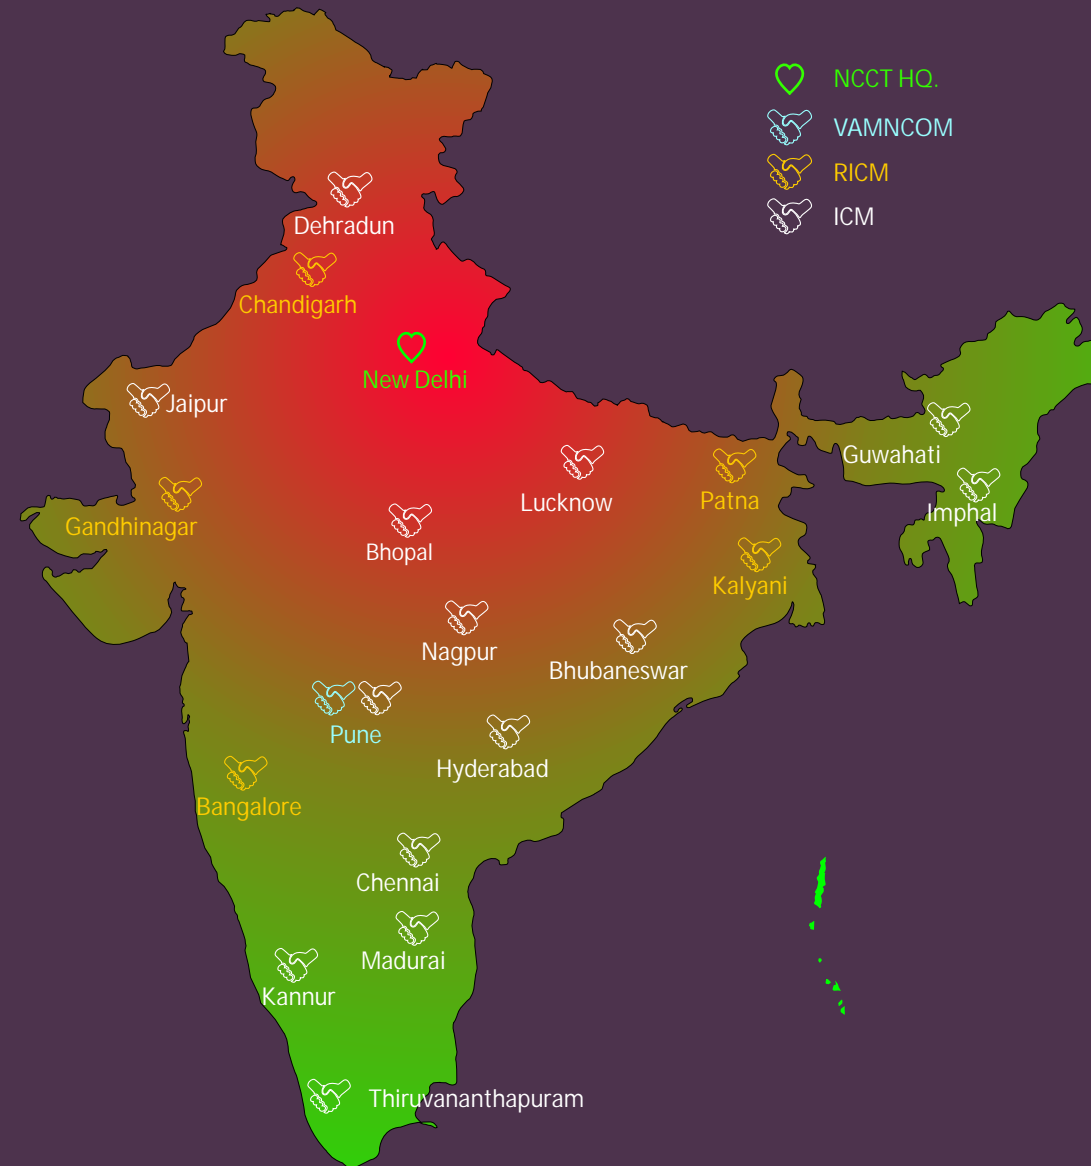 NCCT HQ.
VAMNCOM
RICM
ICM
Dehradun
Chandigarh
New Delhi
Jaipur
Guwahati
Lucknow
Patna
Imphal
Gandhinagar
Bhopal
Kalyani
Nagpur
Bhubaneswar
Pune
Hyderabad
Bangalore
Chennai
Madurai
Kannur
Thiruvananthapuram